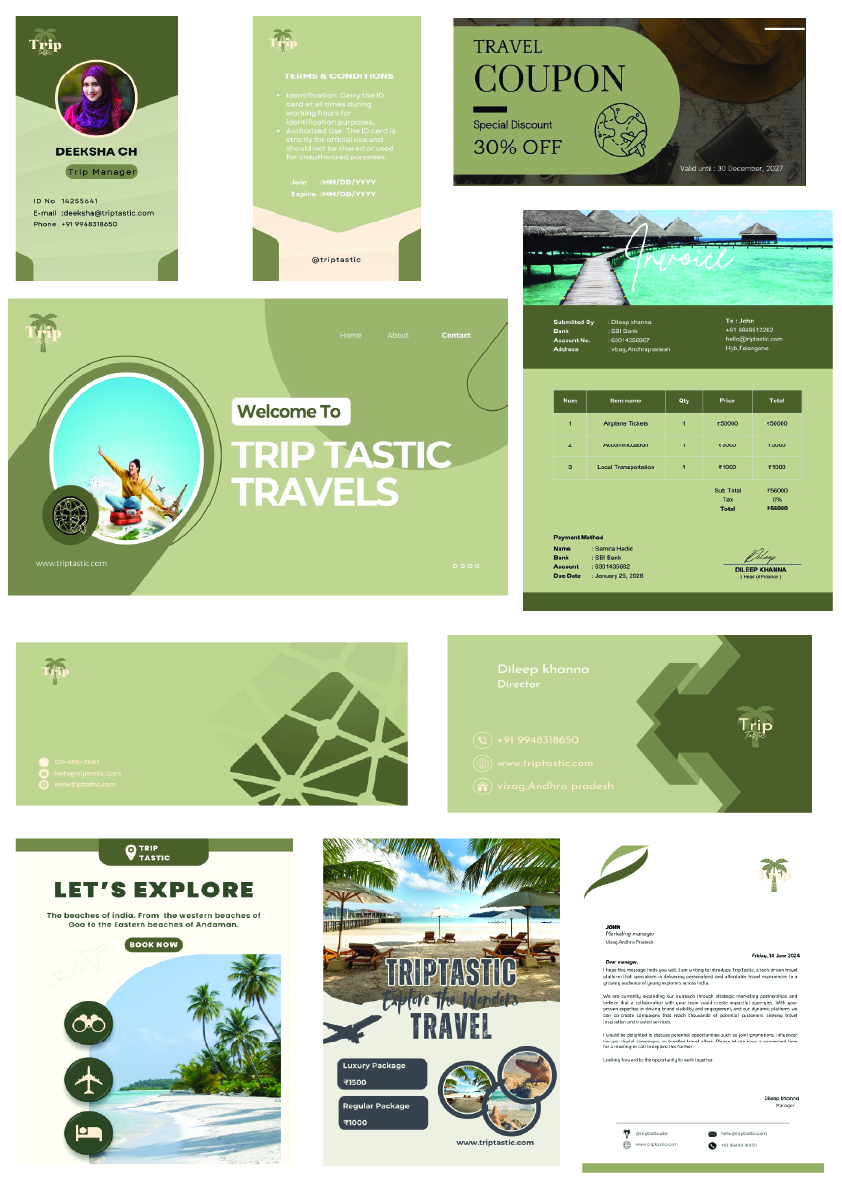 Trip
Tastic
DEEKSHA CH
Trip Manager
ID No 14255641
E-mail :deeksha@triptastic.com
Phone +91 9948318650
Trip
TERMS & CONDITIONS
• Identification: Carry the ID
card at all times during
working hours for
identification purposes.
• Authorized Use: The ID card is
strictly for official use and
should not be shared or used
for unauthorized purposes.
Join :MM/DD/YYYY
Expire :MM/DD/YYYY
@triptastic
TRAVEL
COUPON
Special Discount
30% OFF
Valid until : 30 December, 2027
Invoice
Submitted By : Dileep khanna
Bank : SBI Bank
Account No.
Address : vizag,Andhrapradesh
To : John
hello@triptastic.com
Hyb,Telangana
Num Item name Qty Price Total
1 Airplane Tickets 1 ₹50000 ₹50000
2 Accommodation 1 ₹5000 ₹5000
3 Local Transportation 1 ₹1000 ₹1000
Sub Total ₹56000
Tax 0%
Total ₹56000
Payment Method
Name : Samira Hadid
Bank : SBI Bank
Account : 6301435692
Due Date : January 25, 2026
Dileep
DILEEP KHANNA
( Head of Finance )
Trip
Home About Contact
Welcome To
TRIP TASTIC
TRAVELS
www.triptastic.com
Trip
hello@triptastic.com
www.triptastic.com
Dileep khanna
Director
+91 9948318650
www.triptastic.com
vizag,Andhra pradesh
Trip
Tastic
TRIP
TASTIC
LET'S EXPLORE
The beaches of india. From the western beaches of
Goa to the Eastern beaches of Andaman.
BOOK NOW
TRIPTASTIC
Explore the Wonders
TRAVEL
Luxury Package
₹1500
Regular Package
₹1000
www.triptastic.com
JOHN
Marketing manager
Vizag,Andhra Pradesh
Friday, 14 June 2024
Dear manager,
I hope this message finds you well. I am writing to introduce TripTastic, a tech-driven travel
platform that specializes in delivering personalized and affordable travel experiences to a
growing audience of young explorers across India.
We are currently expanding our outreach through strategic marketing partnerships and
believe that a collaboration with your team could create impactful synergies. With your
proven expertise in driving brand visibility and engagement, and our dynamic platform, we
can co-create campaigns that reach thousands of potential customers seeking travel
inspiration and trusted services.
I would be delighted to discuss potential opportunities such as joint promotions, influencer
for a meeting or call to explore this further.
Looking forward to the opportunity to work together.
Dileep khanna
Manager
@triptastic
hello@triptastic.com
www.triptastic.com